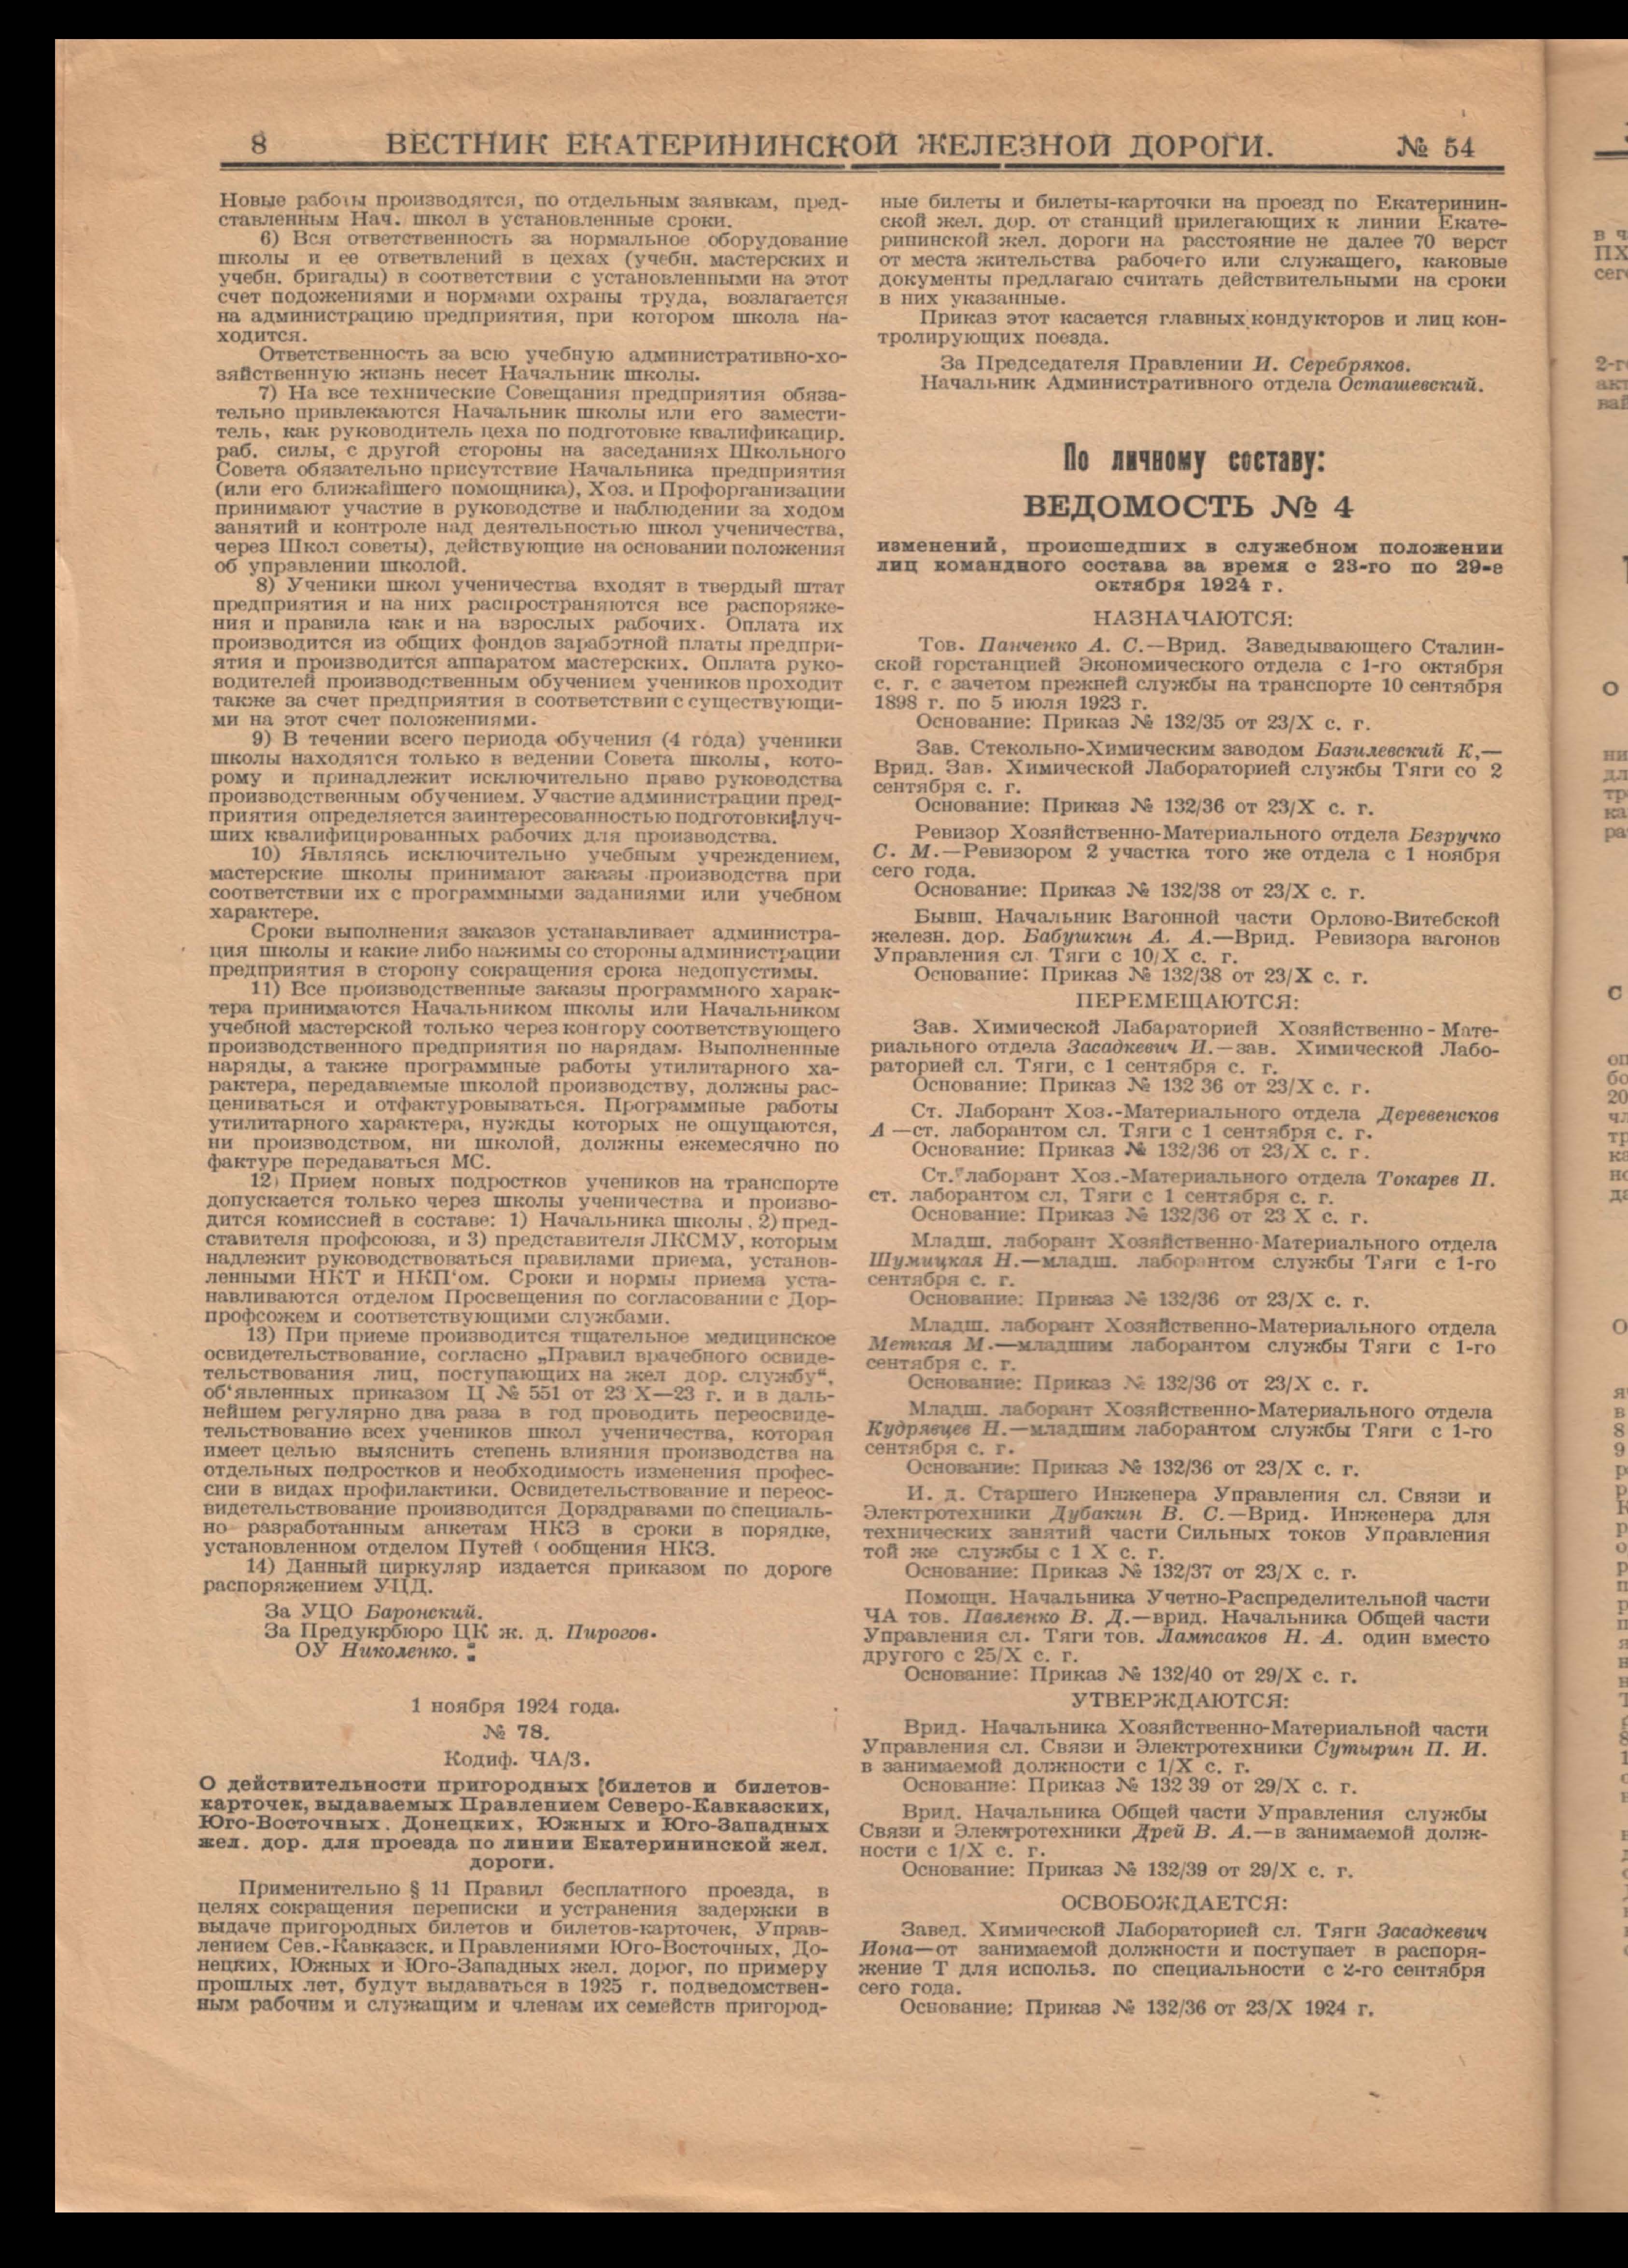 8 ВЕСТНИК ЕКАТЕРИНИНСКОЙ ЖЕЛЕЗНОЙ ДОРОГИ. № 54
Новые работы производятся, по отдельным заявкам, пред-
ставленным Нач. школ в установленные сроки.
6) Вся ответственность за нормальное оборудование
школы и ее ответвлений в цехах (учебн. мастерских и
учебн. бригады) в соответствии с установленными на этот
счет подожениями и нормами охраны труда, возлагается
на администрацию предприятия, при котором школа на-
ходится.
Ответственность за всю учебную административно-хо-
зяйственную жизнь несет Начальник школы.
7) На все технические Совещания предприятия обяза-
тельно привлекаются Начальник школы или его замести-
тель, как руководитель цеха по подготовке квалификацир.
раб. силы, с другой стороны на заседаниях Школьного
Совета обязательно присутствие Начальника предприятия
(или его ближайшего помощника), Хоз. и Профорганизации
принимают участие в руководстве и наблюдении за ходом
занятий и контроле над деятельностью школ ученичества,
через Школ советы), действующие на основании положения
об управлении школой.
8) Ученики школ ученичества входят в твердый штат
предприятия и на них распространяются все распоряже-
ния и правила как и на взрослых рабочих. Оплата их
производится из общих фондов заработной платы предпри-
ятия и производится аппаратом мастерских. Оплата руко-
водителей производственным обучением учеников проходит
также за счет предприятия в соответствии с существующи-
ми на этот счет положениями.
9) В течении всего периода обучения (4 года) ученики
школы находятся только в ведении Совета школы, кото-
рому и принадлежит исключительно право руководства
производственным обучением. Участие администрации пред-
приятия определяется заинтересованностью подготовки луч-
ших квалифицированных рабочих для производства.
10) Являясь исключительно учебным учреждением,
мастерские школы принимают заказы производства при
соответствии их с программными заданиями или учебном
характере.
Сроки выполнения заказов устанавливает администра-
ция школы и какие либо нажимы со стороны администрации
предприятия в сторону сокращения срока недопустимы.
11) Все производственные заказы программного харак-
тера принимаются Начальником школы или Начальником
учебной мастерской только через контору соответствующего
производственного предприятия по нарядам. Выполненные
наряды, а также программные работы утилитарного ха-
рактера, передаваемые школой производству, должны рас-
цениваться и отфактуровываться. Программные работы
утилитарного характера, нужды которых не ощущаются,
ни производством, ни школой, должны ежемесячно по
фактуре передаваться МС.
12) Прием новых подростков учеников на транспорте
допускается только через школы ученичества и произво-
дится комиссией в составе: 1) Начальника школы, 2) пред-
ставителя профсоюза, и 3) представителя ЛКСМУ, которым
надлежит руководствоваться правилами приема, установ-
ленными НКТ и НКП‘ом. Сроки и нормы приема уста-
навливаются отделом Просвещения по согласовании с Дор-
профсожем и соответствующими службами.
13) При приеме производится тщательное медицинское
освидетельствование, согласно „Правил врачебного освиде-
тельствования лиц, поступающих на жел дор. службу“,
об‘явленных приказом Ц № 551 от 23 X—23 г. и в даль-
нейшем регулярно два раза в год проводить переосвиде-
тельствование всех учеников школ ученичества, которая
имеет целью выяснить степень влияния производства на
отдельных подростков и необходимость изменения профес-
сии в видах профилактики. Освидетельствование и переос-
видетельствование производится Дорздравами по специаль-
но разработанным анкетам НКЗ в сроки в порядке,
установленном отделом Путей Сообщения НКЗ.
14) Данный циркуляр издается приказом по дороге
распоряжением УЦД.
За УЦО Баронский.
За Предукрбюро ЦК ж. д. Пирогов.
ОУ Николенко.
1 ноября 1924 года.
№ 78.
Кодиф. ЧА/3.
О действительности пригородных билетов и билетов-
карточек, выдаваемых Правлением Северо-Кавказских,
Юго-Восточных. Донецких, Южных и Юго-Западных
жел. дор. для проезда по линии Екатерининской жел.
дороги.
Применительно § 11 Правил бесплатного проезда, в
целях сокращения переписки и устранения задержки в
выдаче пригородных билетов и билетов-карточек, Управ-
лением Сев.-Кавказск. и Правлениями Юго-Восточных, До-
нецких, Южных и Юго-Западных жел. дорог, по примеру
прошлых лет, будут выдаваться в 1925 г. подведомствен-
ным рабочим и служащим и членам их семейств пригород-
ные билеты и билеты-карточки на проезд по Екатеринин-
ской жел. дор. от станций прилегающих к линии Екате-
рининской жел. дороги на расстояние не далее 70 верст
от места жительства рабочего или служащего, каковые
документы предлагаю считать действительными на сроки
в них указанные.
Приказ этот касается главных кондукторов и лиц кон-
тролирующих поезда.
За Председателя Правлении И. Серебряков.
Начальник Административного отдела Осташевский.
По личному составу:
ВЕДОМОСТЬ № 4
изменений, происшедших в служебном положении
лиц командного состава за время с 23-го по 29-е
октября 1924 г.
НАЗНАЧАЮТСЯ:
Тов. Панченко А. С.—Врид. Заведывающего Сталин-
ской горстанцией Экономического отдела с 1-го октября
с. г. с зачетом прежней службы на транспорте 10 сентября
1898 г. по 5 июля 1923 г.
Основание: Приказ № 132/35 от 23/X с. г.
Зав. Стекольно-Химическим заводом Базилевский К,—
Врид. Зав. Химической Лабораторией службы Тяги со 2
сентября с. г.
Основание: Приказ № 132/36 от 23/X с. г.
Ревизор Хозяйственно-Материального отдела Безручко
С. М.—Ревизором 2 участка того же отдела с 1 ноября
сего года.
Основание: Приказ № 132/38 от 23/X с. г.
Бывш. Начальник Вагонной части Орлово-Витебской
железн. дор. Бабушкин А. А.—Врид. Ревизора вагонов
Управления сл. Тяги с 10/X с. г.
Основание: Приказ № 132/38 от 23/X с. г.
ПЕРЕМЕЩАЮТСЯ:
Зав. Химической Лабараторией Хозяйственно-Мате-
риального отдела Засадкевич И.—зав. Химической Лабо-
раторией сл. Тяги, с 1 сентября с. г.
Основание: Приказ № 132 36 от 23/X с. г.
Ст. Лаборант Хоз.-Материального отдела Деревенсков
А —ст. лаборантом сл. Тяги с 1 сентября с. г.
Основание: Приказ № 132/36 от 23/X с. г.
Ст. лаборант Хоз.-Материального отдела Токарев П.
ст. лаборантом сл, Тяги с 1 сентября с. г.
Основание: Приказ № 132/36 от 23 X с. г.
Младш. лаборант Хозяйственно-Материального отдела
Шумицкая Н.—младш. лаборантом службы Тяги с 1-го
сентября с. г.
Основание: Приказ № 132/36 от 23/X с. г.
Младш. лаборант Хозяйственно-Материального отдела
Меткая М.—младшим лаборантом службы Тяги с 1-го
сентября с. г.
Основание: Приказ № 132/36 от 23/X с. г.
Младш. лаборант Хозяйственно-Материального отдела
Кудрявцев Н.—младшим лаборантом службы Тяги с 1-го
сентября с. г.
Основание: Приказ № 132/36 от 23/X с. г.
И. д. Старшего Инженера Управления сл. Связи и
Электротехники Дубакин В. С.—Врид. Инженера для
технических занятий части Сильных токов Управления
той же службы с 1 X с. г.
Основание: Приказ № 132/37 от 23/X с. г.
Помощн. Начальника Учетно-Распределительной части
ЧА тов. Павленко В. Д.—врид. Начальника Общей части
Управления сл. Тяги тов. Лампсаков Н. А. один вместо
другого с 25/X с. г.
Основание: Приказ № 132/40 от 29/X с. г.
УТВЕРЖДАЮТСЯ:
Врид. Начальника Хозяйственно-Материальной части
Управления сл. Связи и Электротехники Сутырин П. И.
в занимаемой должности с 1/X с. г.
Основание: Приказ № 132 39 от 29/X с. г.
Врид. Начальника Общей части Управления службы
Связи и Электротехники Дрей В. А.—в занимаемой долж-
ности с 1/X с. г.
Основание: Приказ № 132/39 от 29/X с. г.
ОСВОБОЖДАЕТСЯ:
Завед. Химической Лабораторией сл. Тяги Засадкевич
Иона—от занимаемой должности и поступает в распоря-
жение Т для использ. по специальности с 2-го сентября
сего года.
Основание: Приказ № 132/36 от 23/X 1924 г.